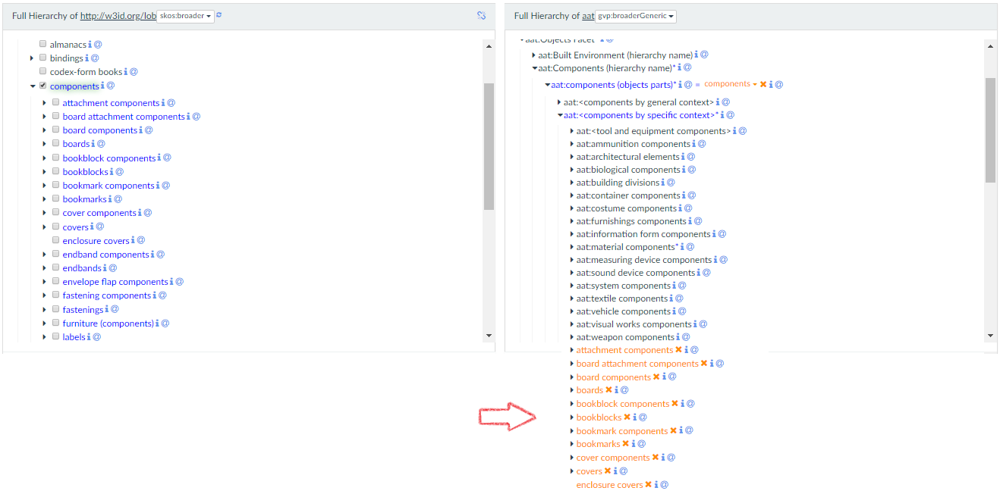 Full Hierarchy of http://w3id.org/lob skos:broader
almanacs
bindings
codex-form books
components
attachment components
board attachment components
board components
boards
bookblock components
bookblocks
bookmark components
bookmarks
cover components
covers
enclosure covers
endband components
endbands
envelope flap components
fastening components
fastenings
furniture (components)
labels
Full Hierarchy of aat gvp:broaderGeneric
aat:Objects Facet
aat:Built Environment (hierarchy name)
aat:Components (hierarchy name)*
aat:components (objects parts)* = components
aat:<components by general context>
aat:<components by specific context>*
aat:<tool and equipment components>
aat:ammunition components
aat:architectural elements
aat:biological components
aat:building divisions
aat:container components
aat:costume components
aat:furnishings components
aat:information form components
aat:material components*
aat:measuring device components
aat:sound device components
aat:system components
aat:textile components
aat:vehicle components
aat:visual works components
aat:weapon components
attachment components
board attachment components
board components
boards
bookblock components
bookblocks
bookmark components
bookmarks
cover components
covers
enclosure covers